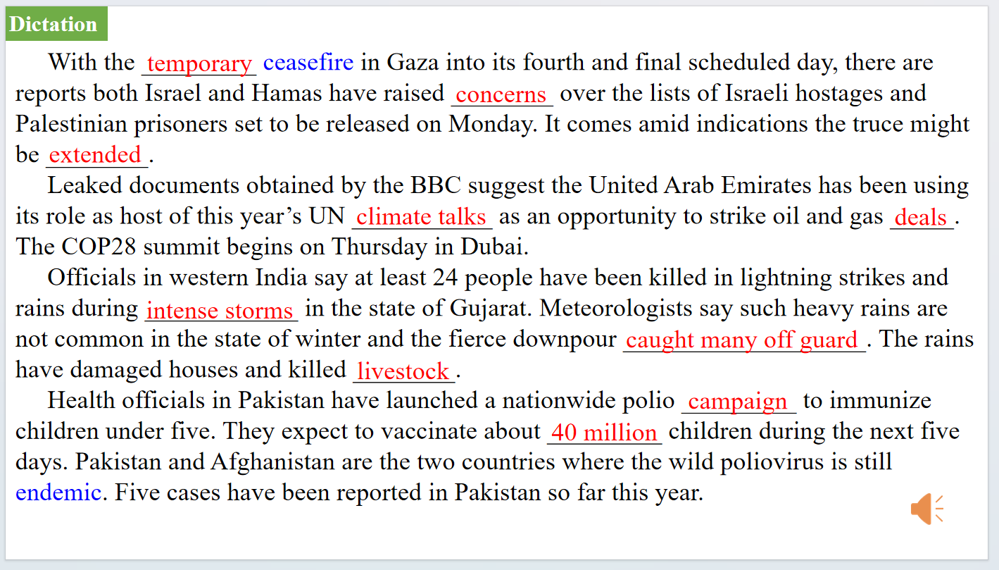 Dictation
With the temporary ceasefire in Gaza into its fourth and final scheduled day, there are
reports both Israel and Hamas have raised concerns over the lists of Israeli hostages and
Palestinian prisoners set to be released on Monday. It comes amid indications the truce might
be extended.
Leaked documents obtained by the BBC suggest the United Arab Emirates has been using
its role as host of this year’s UN climate talks as an opportunity to strike oil and gas deals.
The COP28 summit begins on Thursday in Dubai.
Officials in western India say at least 24 people have been killed in lightning strikes and
rains during intense storms in the state of Gujarat. Meteorologists say such heavy rains are
not common in the state of winter and the fierce downpour caught many off guard. The rains
have damaged houses and killed livestock.
Health officials in Pakistan have launched a nationwide polio campaign to immunize
children under five. They expect to vaccinate about 40 million children during the next five
days. Pakistan and Afghanistan are the two countries where the wild poliovirus is still
endemic. Five cases have been reported in Pakistan so far this year.